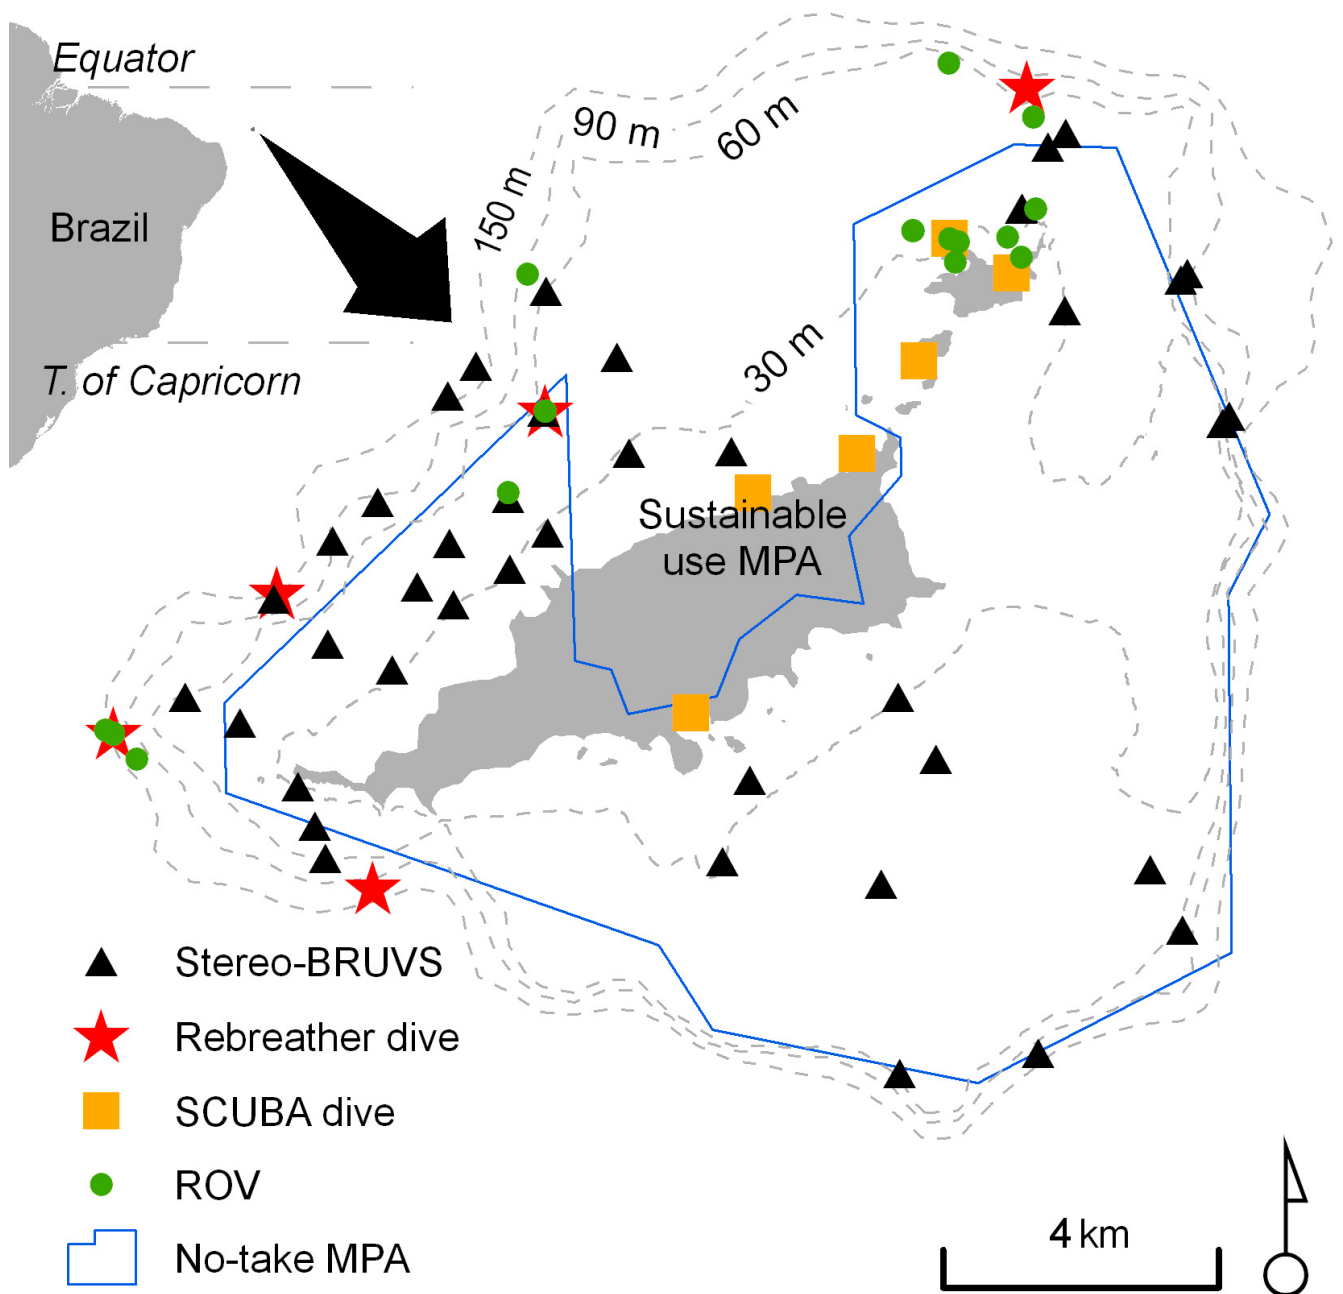 Equator
Brazil
T. of Capricorn
90 m
60 m
150 m
30 m
Sustainable
use MPA
Stereo-BRUVS
Rebreather dive
SCUBA dive
ROV
No-take MPA
4 km